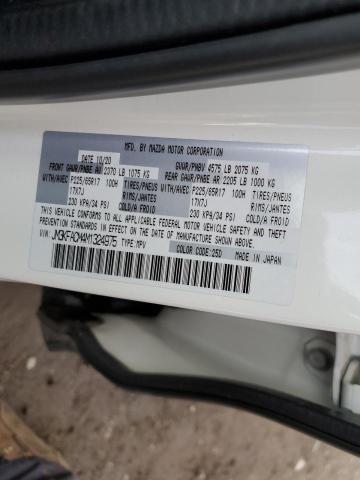 MFD. BY MAZDA MOTOR CORPORATION
DATE 10/20 GVWR/PNBV 4575 LB 2075 KG
FRONT GAWR/PNBE AV 2370 LB 1075 KG REAR GAWR/PNBE AR 2205 LB 1000 KG
WITH/AVEC P225/65R17 100H TIRES/PNEUS WITH/AVEC P225/65R17 100H TIRES/PNEUS
17X7J RIMS/JANTES 17X7J RIMS/JANTES
230 KPA/34 PSI COLD/A FROID 230 KPA/34 PSI COLD/A FROID
THIS VEHICLE CONFORMS TO ALL APPLICABLE FEDERAL MOTOR VEHICLE SAFETY, BUMPER, AND THEFT
PREVENTION STANDARDS IN EFFECT ON THE DATE OF MANUFACTURE SHOWN ABOVE.
VIN: TYPE: MPV
COLOR CODE: 25D MADE IN JAPAN